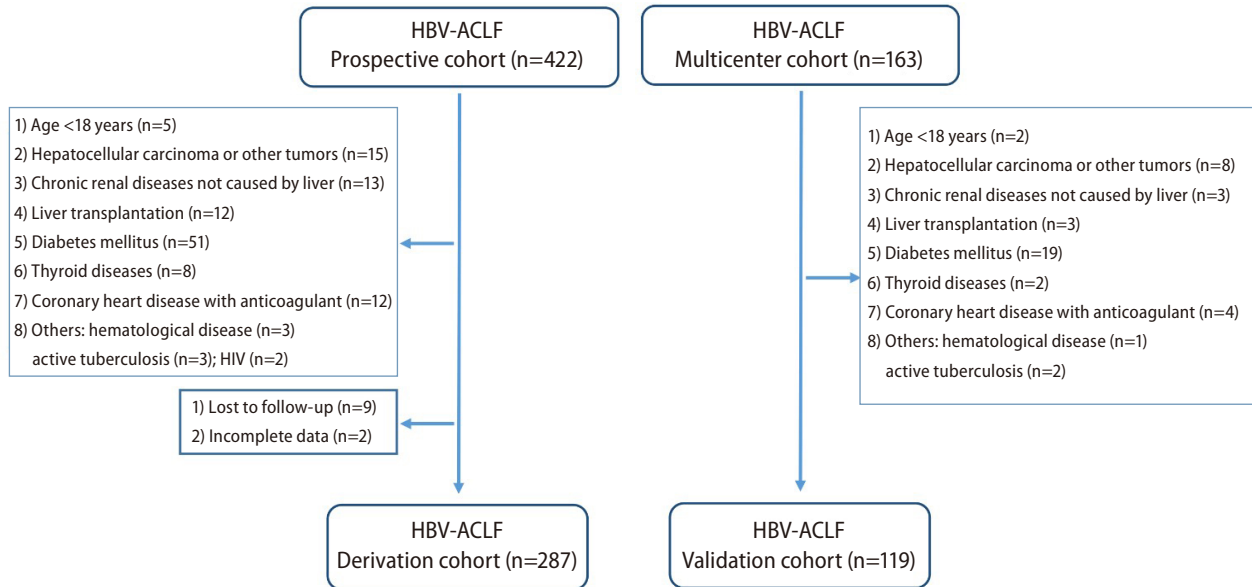 HBV-ACLF
Prospective cohort (n=422)
HBV-ACLF
Multicenter cohort (n=163)
1) Age <18 years (n=5)
2) Hepatocellular carcinoma or other tumors (n=15)
3) Chronic renal diseases not caused by liver (n=13)
4) Liver transplantation (n=12)
5) Diabetes mellitus (n=51)
6) Thyroid diseases (n=8)
7) Coronary heart disease with anticoagulant (n=12)
8) Others: hematological disease (n=3)
active tuberculosis (n=3); HIV (n=2)
1) Age <18 years (n=2)
2) Hepatocellular carcinoma or other tumors (n=8)
3) Chronic renal diseases not caused by liver (n=3)
4) Liver transplantation (n=3)
5) Diabetes mellitus (n=19)
6) Thyroid diseases (n=2)
7) Coronary heart disease with anticoagulant (n=4)
8) Others: hematological disease (n=1)
active tuberculosis (n=2)
1) Lost to follow-up (n=9)
2) Incomplete data (n=2)
HBV-ACLF
Derivation cohort (n=287)
HBV-ACLF
Validation cohort (n=119)